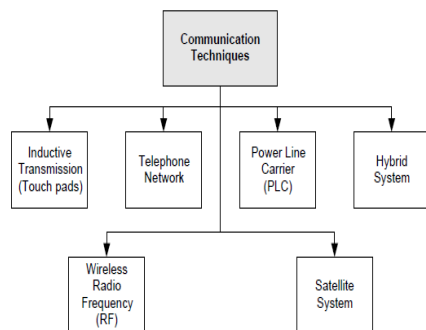 Communication
Techniques
Inductive
Transmission
(Touch pads)
Telephone
Network
Power Line
Carrier
(PLC)
Hybrid
System
Wireless
Radio
Frequency
(RF)
Satellite
System